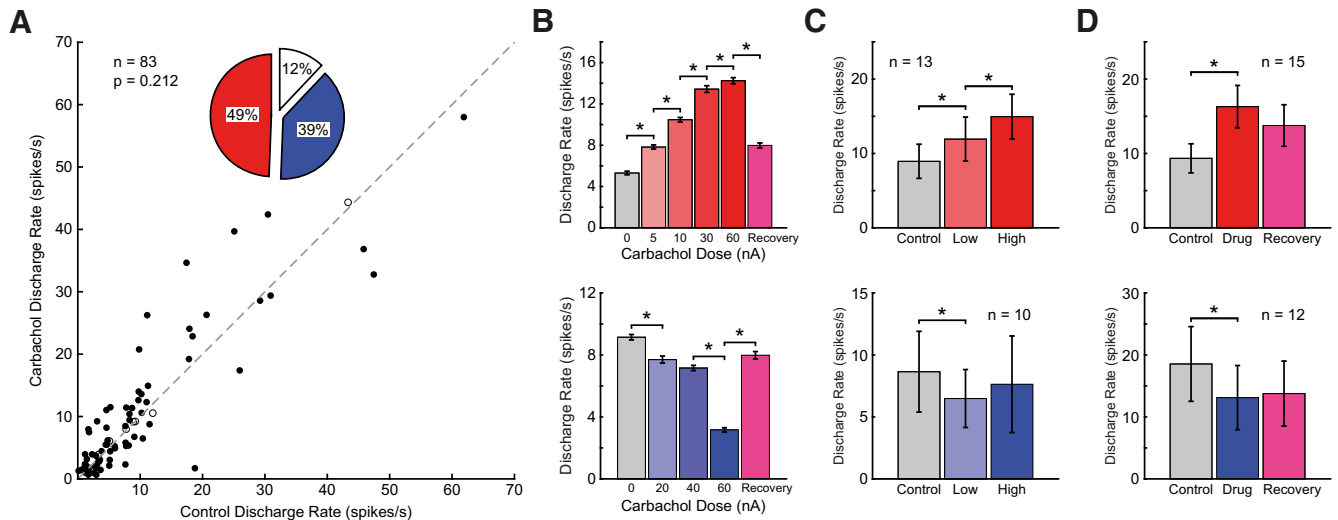 A
B
C
D
n = 83
p = 0.212
12%
49%
39%
Carbachol Discharge Rate (spikes/s)
70
60
50
40
30
20
10
0
10 20 30 40 50 60 70
Control Discharge Rate (spikes/s)
Discharge Rate (spikes/s)
16
12
8
4
0
* * * * *
0 5 10 30 60 Recovery
Carbachol Dose (nA)
Discharge Rate (spikes/s)
12
8
4
0
* * *
0 20 40 60 Recovery
Carbachol Dose (nA)
n = 13
Discharge Rate (spikes/s)
20
10
0
* *
Control Low High
n = 10
Discharge Rate (spikes/s)
15
10
5
0
*
Control Low High
n = 15
Discharge Rate (spikes/s)
20
10
0
*
Control Drug Recovery
n = 12
Discharge Rate (spikes/s)
30
20
10
0
*
Control Drug Recovery